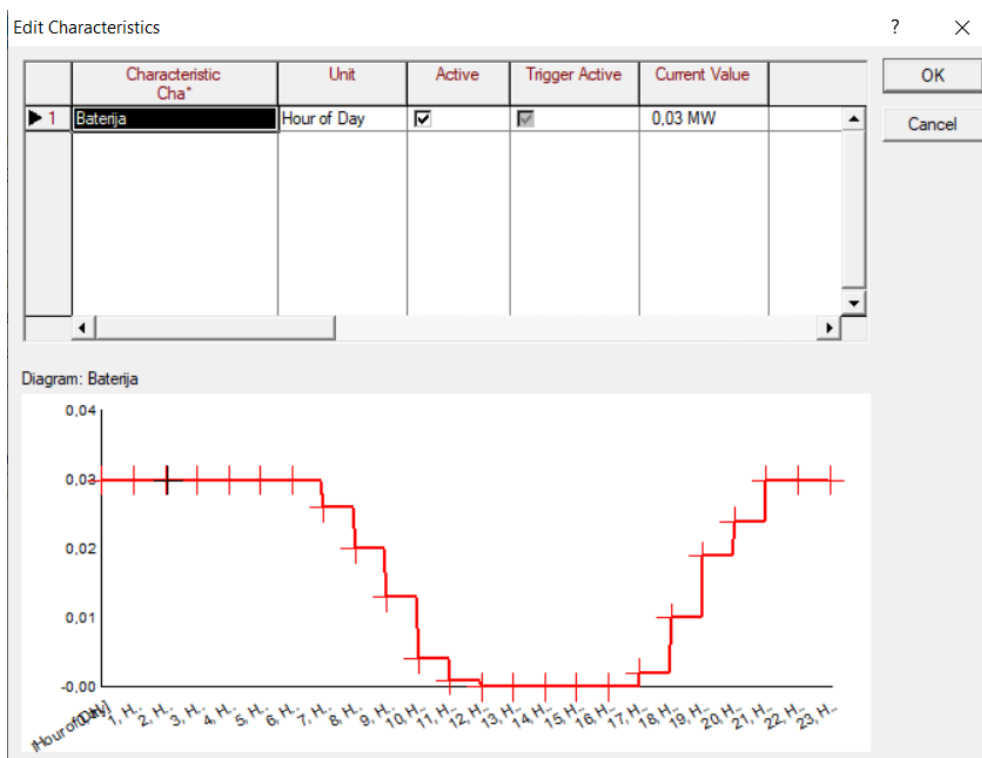 Edit Characteristics ? ×
Characteristic Unit Active Trigger Active Current Value OK
Cha*
1 Baterija Hour of Day 0,03 MW
Cancel
Diagram: Baterija
0,04
0,03
0,02
0,01
-0,00
1, H.. 2, H.. 3, H.. 4, H.. 5, H.. 6, H.. 7, H.. 8, H.. 9, H.. 10, H.. 11, H.. 12, H.. 13, H.. 14, H.. 15, H.. 16, H.. 17, H.. 18, H.. 19, H.. 20, H.. 21, H.. 22, H.. 23, H..